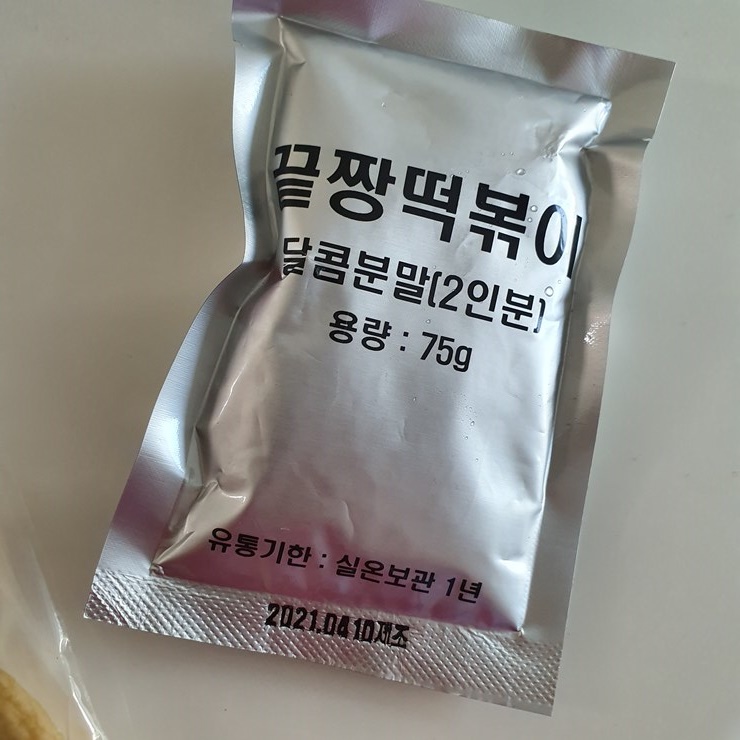 끝짱떡볶이
달콤분말(2인분)
용량 : 75g
유통기한 : 실온보관 1년
2021.04.10제조